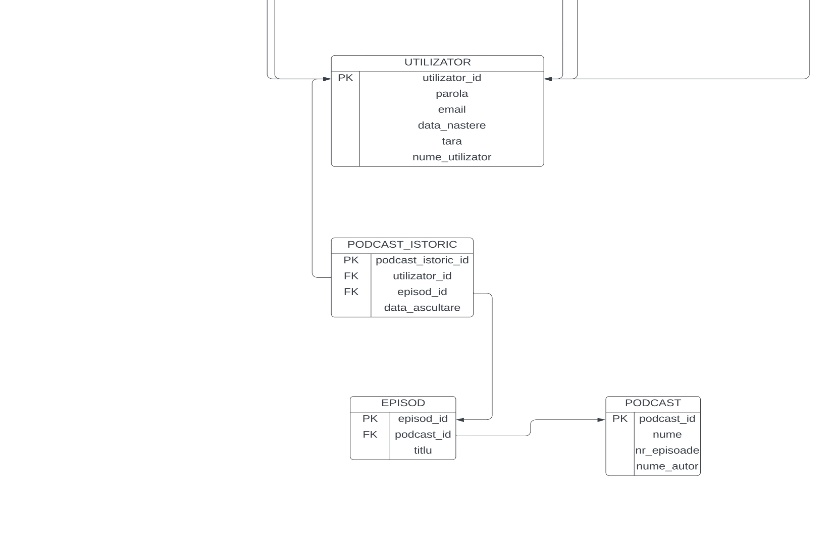 UTILIZATOR
PK utilizator_id
parola
email
data_nastere
tara
nume_utilizator
PODCAST_ISTORIC
PK podcast_istoric_id
FK utilizator_id
FK episod_id
data_ascultare
EPISOD
PK episod_id
FK podcast_id
titlu
PODCAST
PK podcast_id
nume
nr_episoade
nume_autor